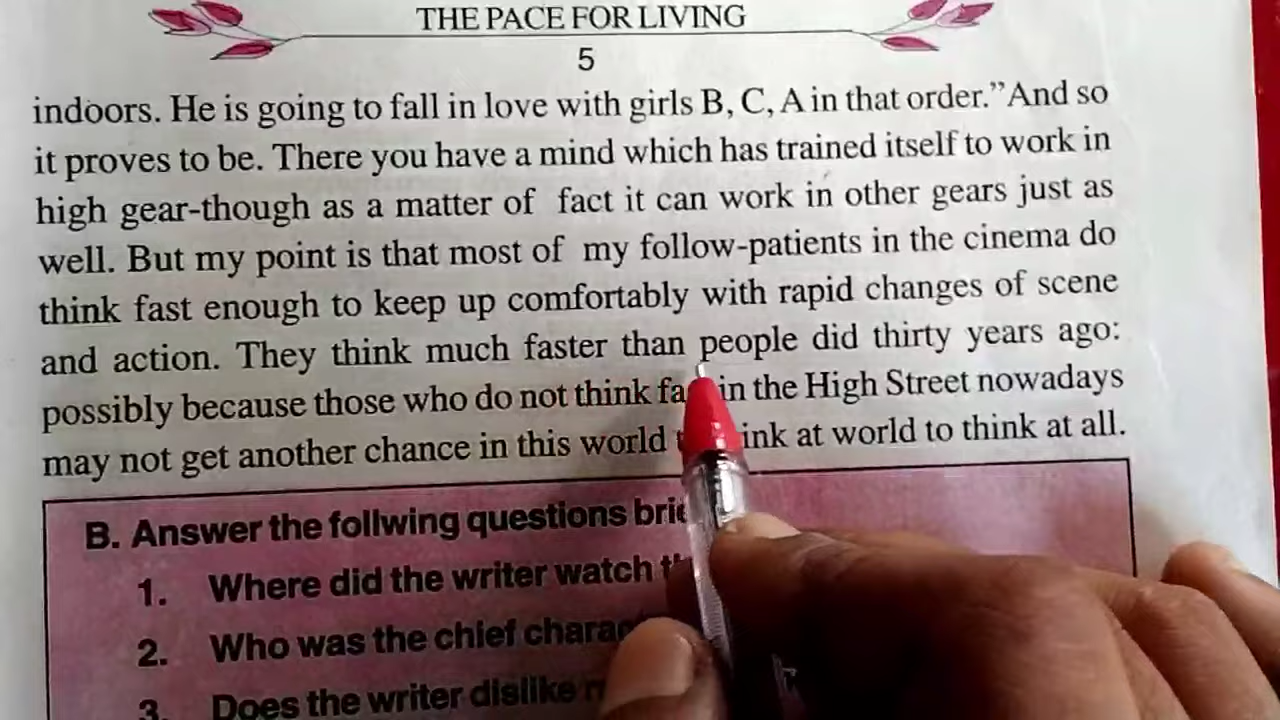 THE PACE FOR LIVING
5
indoors. He is going to fall in love with girls B, C, A in that order." And so
it proves to be. There you have a mind which has trained itself to work in
high gear-though as a matter of fact it can work in other gears just as
well. But my point is that most of my follow-patients in the cinema do
think fast enough to keep up comfortably with rapid changes of scene
and action. They think much faster than people did thirty years ago:
possibly because those who do not think in the High Street nowadays
may not get another chance in this world at world to think at all.
B. Answer the follwing questions
1. Where did the writer watch
2. Who was the chief
3. Does the writer dislike